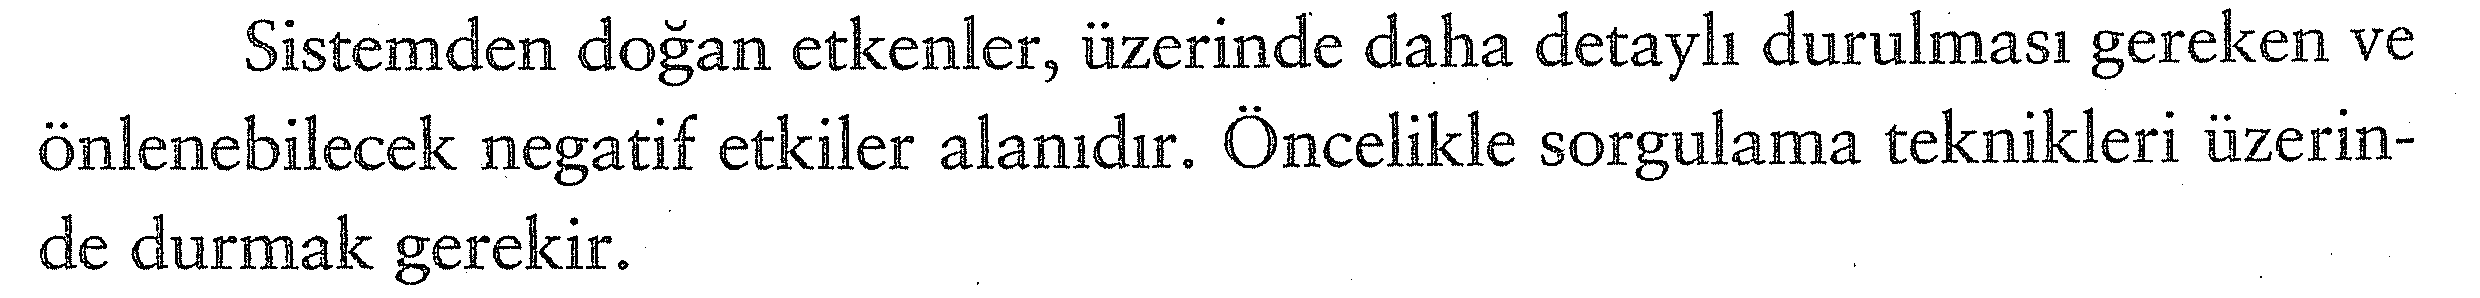 Sistemden doğan etkenler, üzerinde daha detaylı durulması gereken ve
önlenebilecek negatif etkiler alanıdır. Öncelikle sorgulama teknikleri üzerin-
de durmak gerekir.